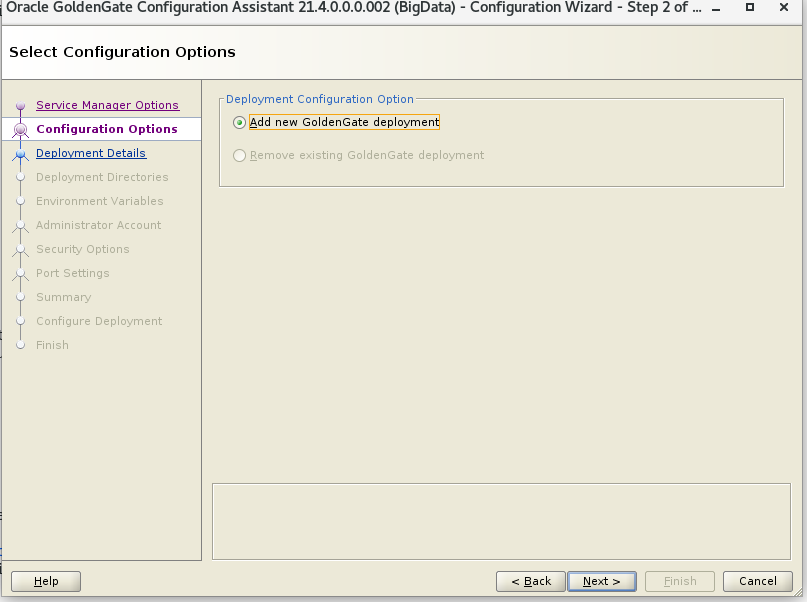 Oracle GoldenGate Configuration Assistant 21.4.0.0.0.002 (BigData) - Configuration Wizard - Step 2 of ...
Select Configuration Options
Service Manager Options
Configuration Options
Deployment Details
Deployment Directories
Environment Variables
Administrator Account
Security Options
Port Settings
Summary
Configure Deployment
Finish
Deployment Configuration Option
Add new GoldenGate deployment
Remove existing GoldenGate deployment
Help
< Back
Next >
Finish
Cancel